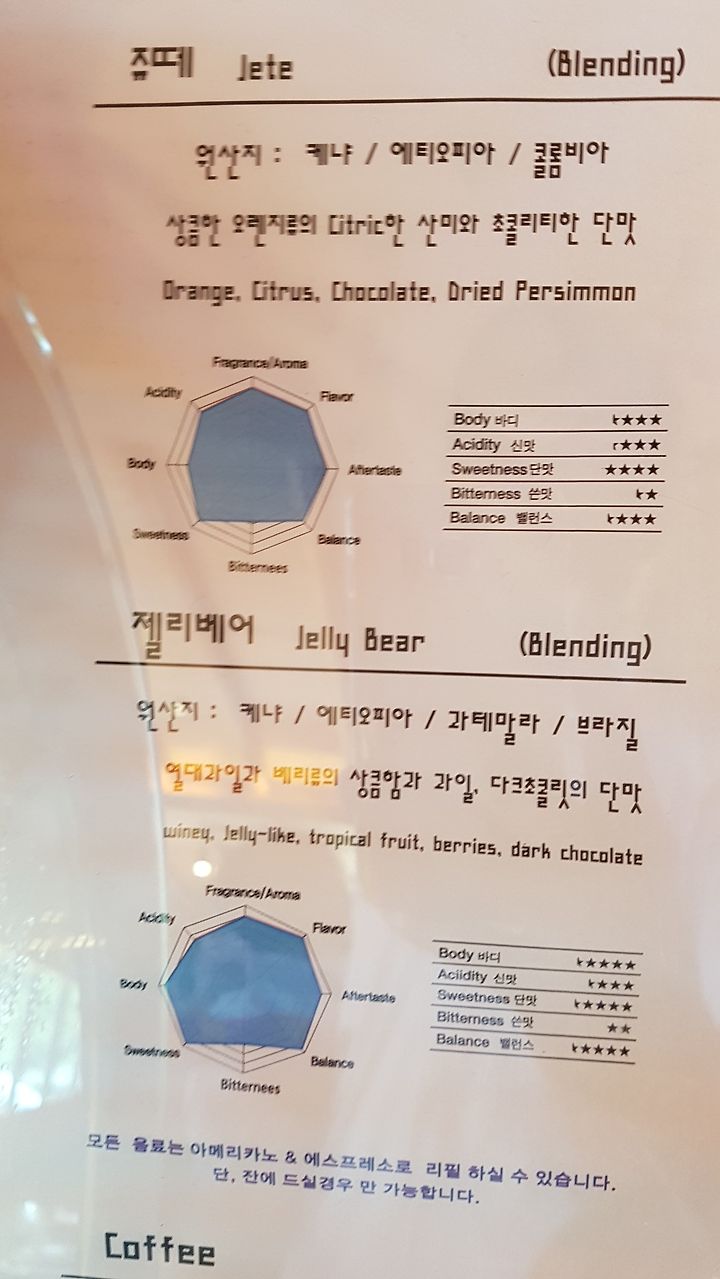 쥬떼 Jete (Blending)
원산지 : 케냐 / 에티오피아 / 콜롬비아
상큼한 오렌지류의 Citric한 산미와 초콜리티한 단맛
Orange, Citrus, Chocolate, Dried Persimmon
Fragrance/Aroma
Acidity
Flavor
Body
Aftertaste
Sweetness
Balance
Bitternees
Body 바디 ★★★
Acidity 신맛 ★★★
Sweetness 단맛 ★★★★
Bitterness 쓴맛 ★
Balance 밸런스 ★★★
젤리베어 Jelly Bear (Blending)
원산지 : 케냐 / 에티오피아 / 과테말라 / 브라질
열대과일과 베리류의 상큼함과 과일, 다크초콜릿의 단맛
winey, Jelly-like, tropical fruit, berries, dark chocolate
Fragrance/Aroma
Acidity
Flavor
Body
Aftertaste
Sweetness
Balance
Bitternees
Body 바디 ★★★★
Aciidity 신맛 ★★★
Sweetness 단맛 ★★★★
Bitterness 쓴맛 ★★
Balance 밸런스 ★★★★
모든 음료는 아메리카노 & 에스프레소로 리필 하실 수 있습니다.
단, 잔에 드실경우 만 가능합니다.
Coffee